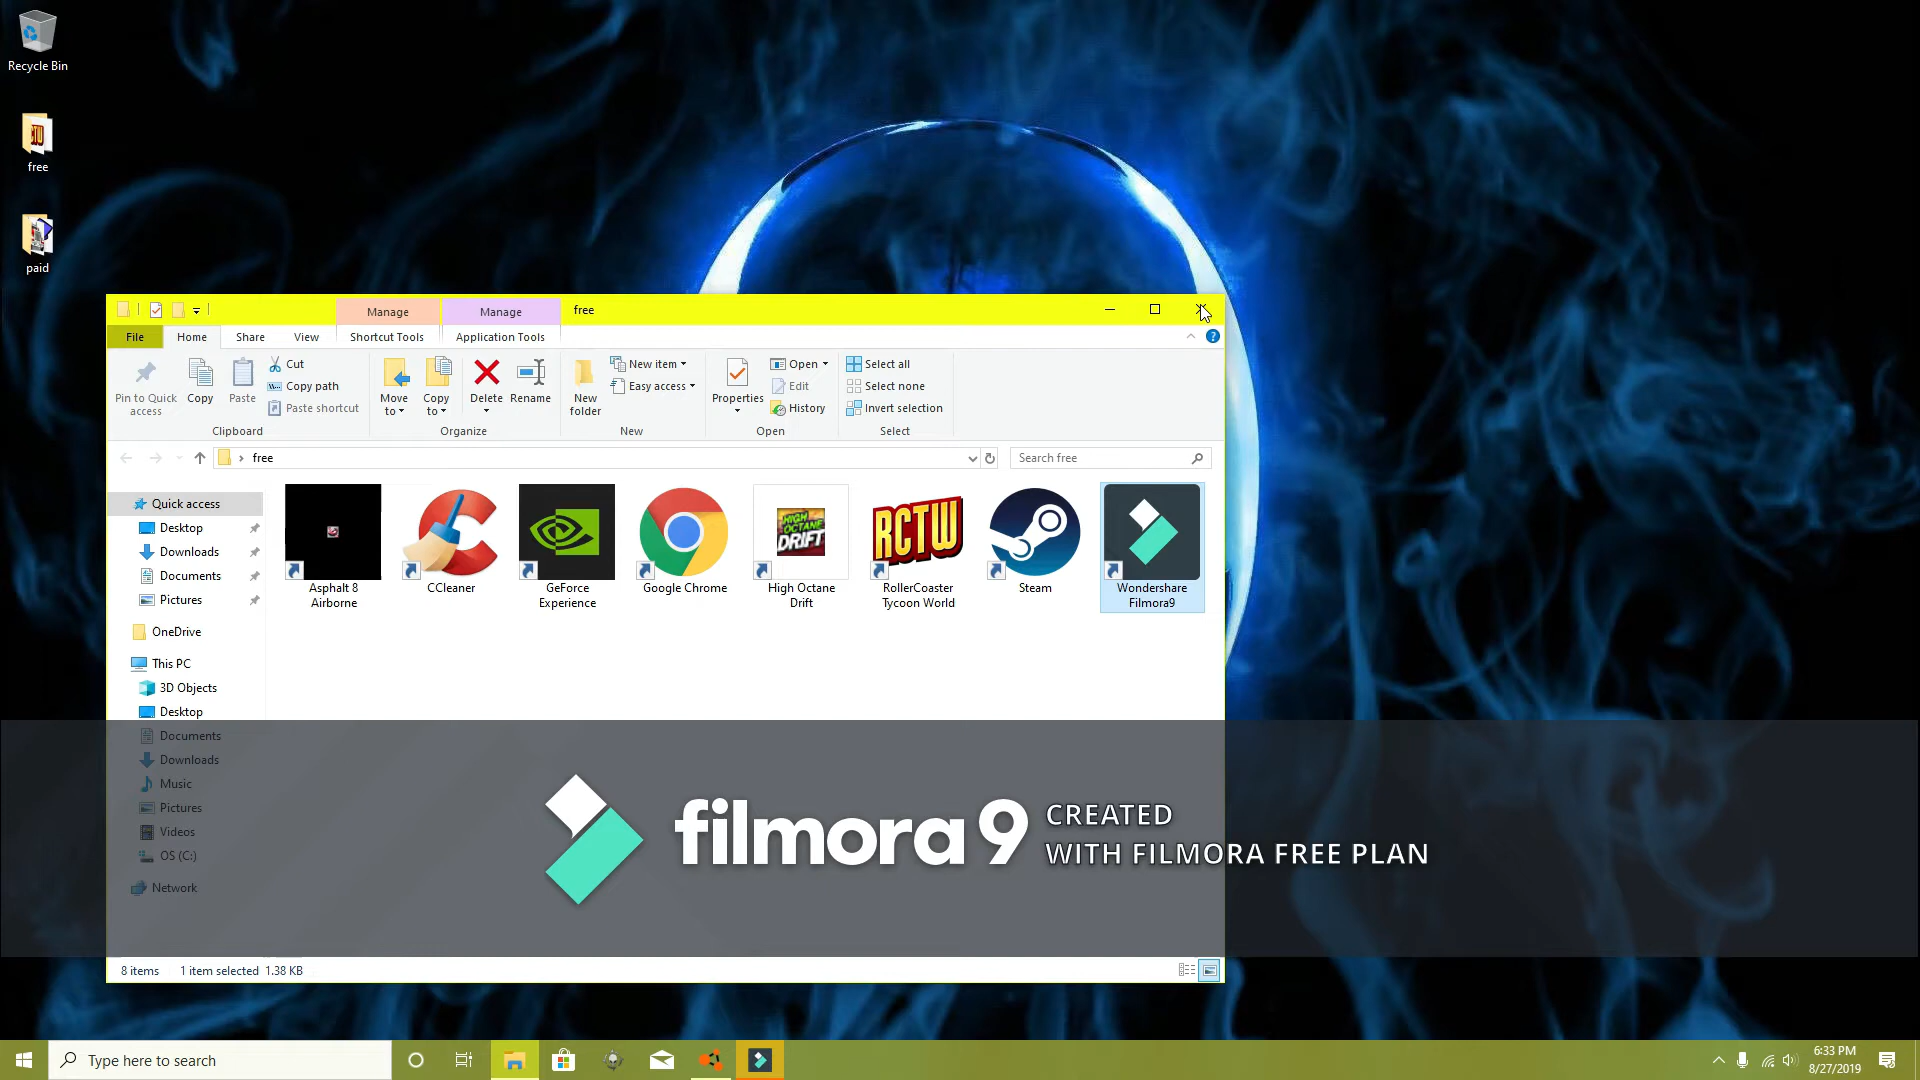 Recycle Bin
free
paid
Manage
Manage
free
File
Home
Share
View
Shortcut Tools
Application Tools
Pin to Quick access
Copy
Paste
Cut
Copy path
Paste shortcut
Clipboard
Move to
Copy to
Delete
Rename
Organize
New folder
New item
Easy access
New
Properties
Open
Edit
History
Open
Select all
Select none
Invert selection
Select
free
Search free
Quick access
Desktop
Downloads
Documents
Pictures
OneDrive
This PC
3D Objects
Desktop
Documents
Downloads
Music
Pictures
Videos
OS (C:)
Network
Asphalt 8
Airborne
CCleaner
GeForce
Experience
Google Chrome
HIGH
OCTANE
DRIFT
High Octane
Drift
RCTW
RollerCoaster
Tycoon World
Steam
Wondershare
Filmora9
filmora9
CREATED
WITH FILMORA FREE PLAN
8 items
1 item selected 1.38 KB
Type here to search
6:33 PM
8/27/2019